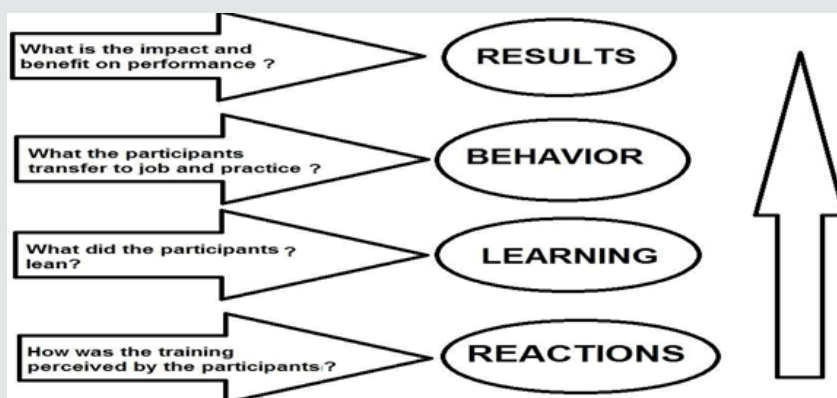 What is the impact and
benefit on performance ?
RESULTS
What the participants
transfer to job and practice ?
BEHAVIOR
What did the participants ?
lean?
LEARNING
How was the training
perceived by the participants ?
REACTIONS